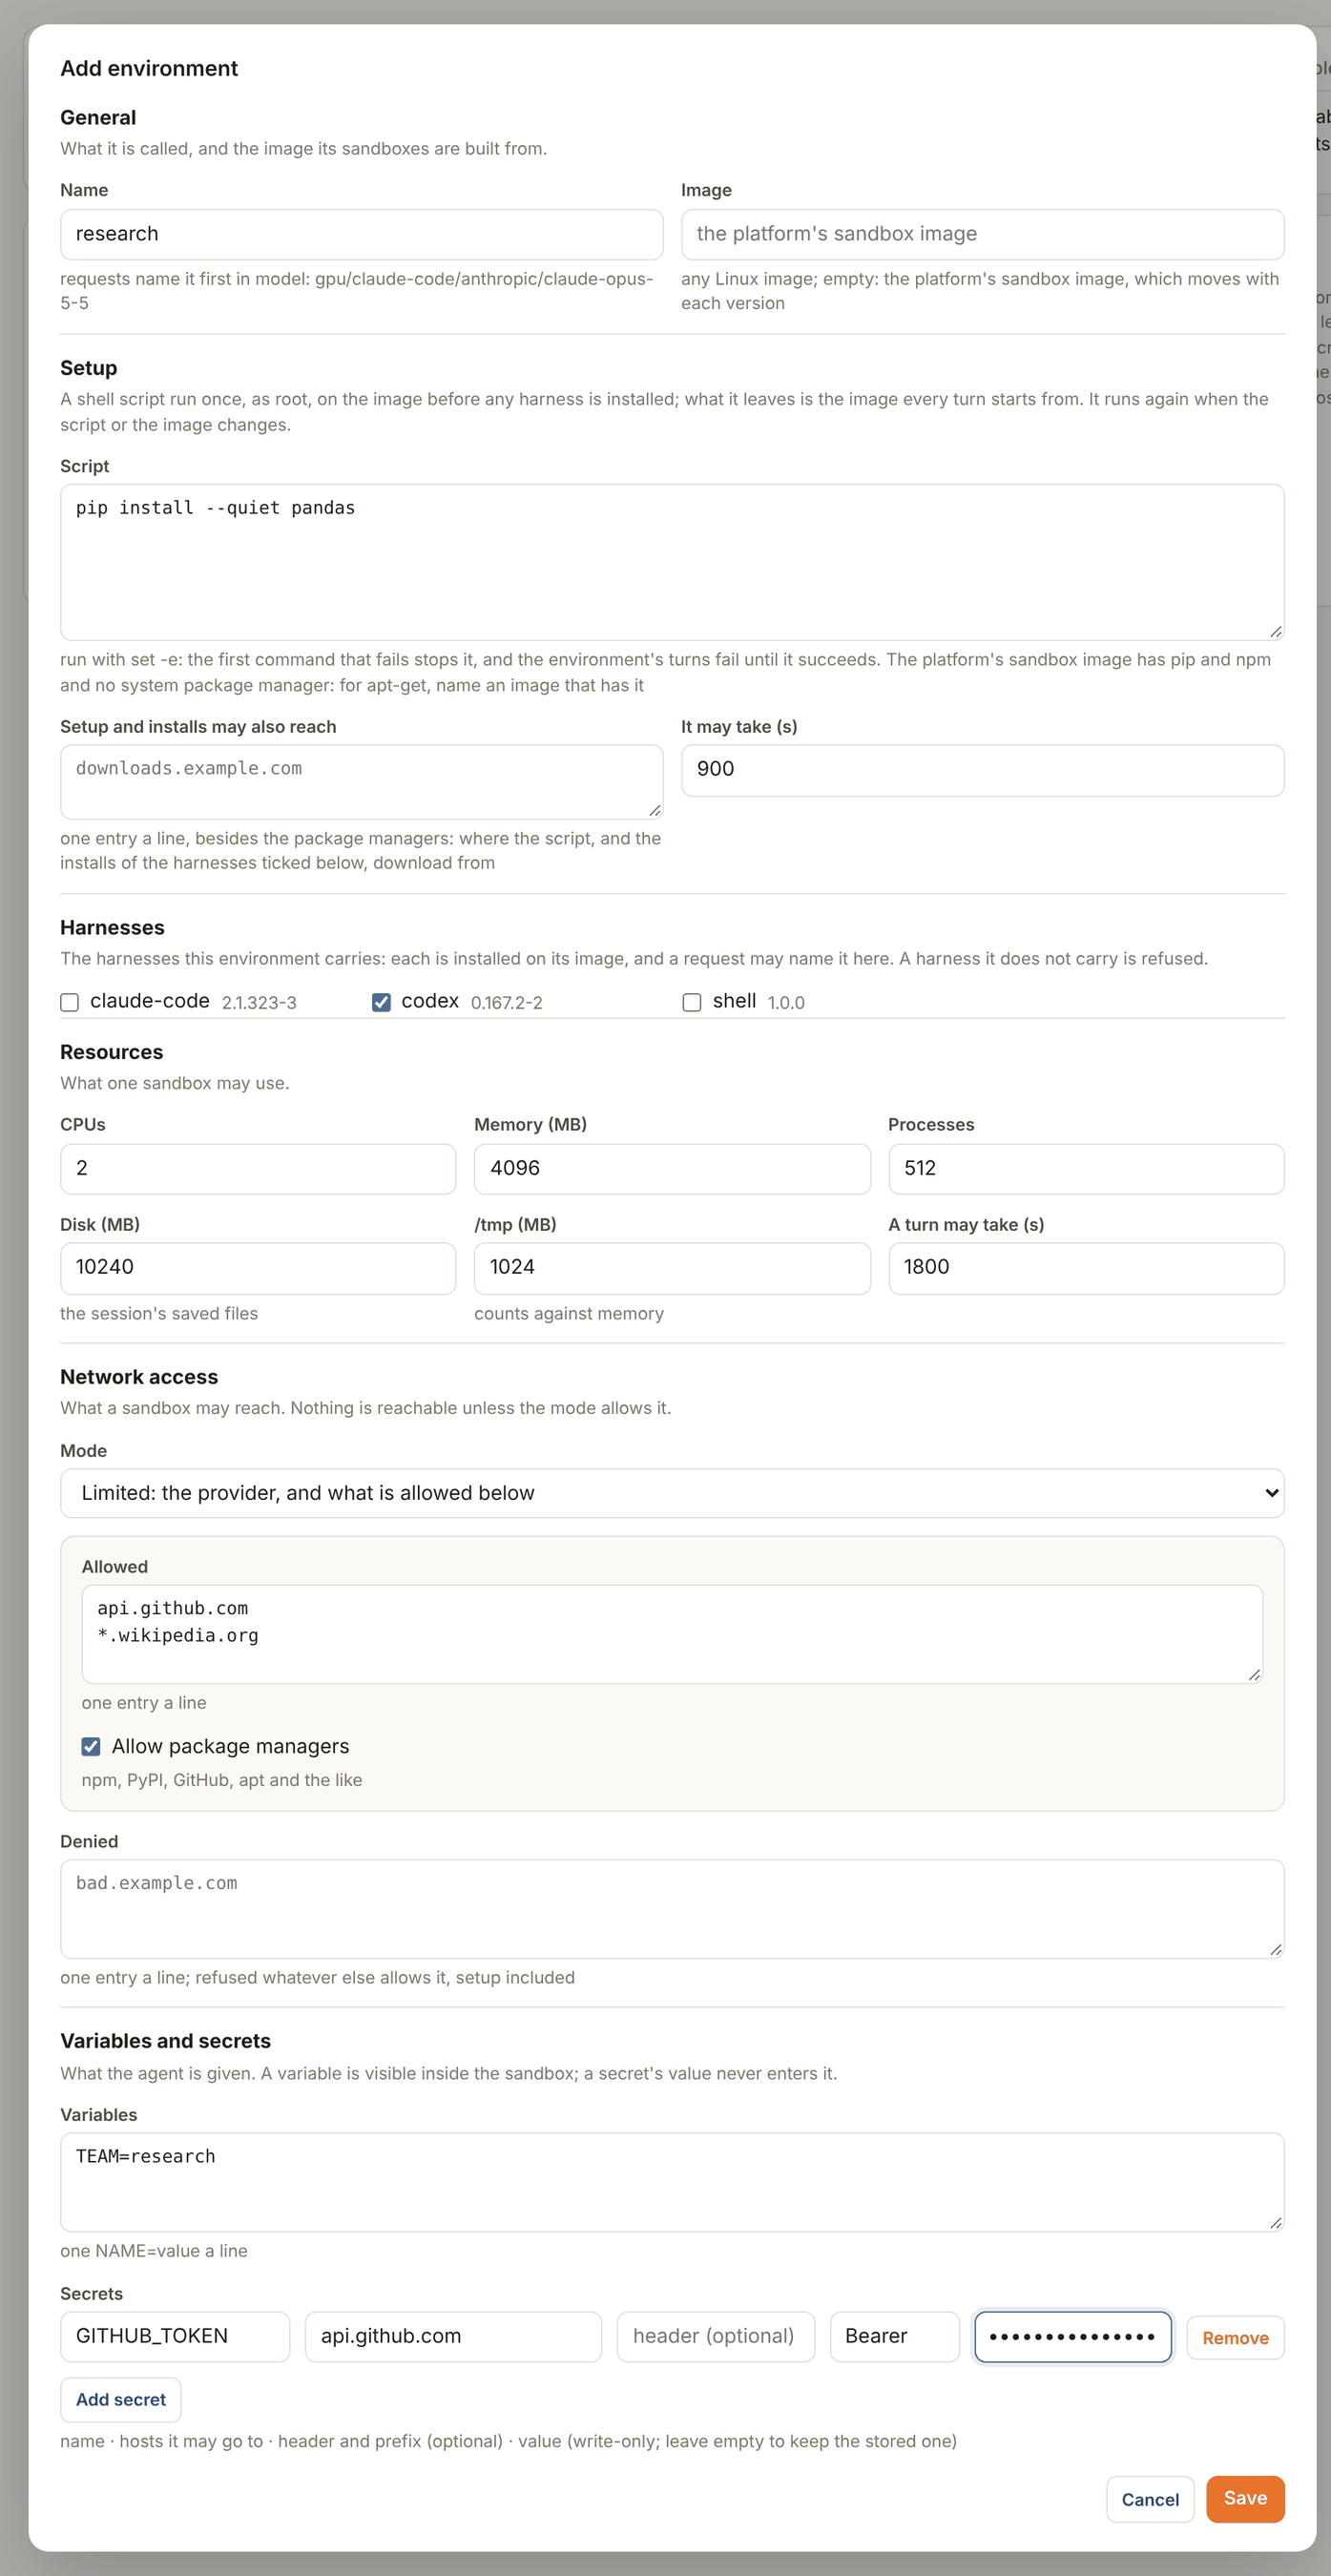 Add environment
General
What it is called, and the image its sandboxes are built from.
Name
Image
research
the platform's sandbox image
requests name it first in model: gpu/claude-code/anthropic/claude-opus-
5-5
any Linux image; empty: the platform's sandbox image, which moves with
each version
Setup
A shell script run once, as root, on the image before any harness is installed; what it leaves is the image every turn starts from. It runs again when the
script or the image changes.
Script
pip install --quiet pandas
run with set -e: the first command that fails stops it, and the environment's turns fail until it succeeds. The platform's sandbox image has pip and npm
and no system package manager: for apt-get, name an image that has it
Setup and installs may also reach
It may take (s)
downloads.example.com
900
one entry a line, besides the package managers: where the script, and the
installs of the harnesses ticked below, download from
Harnesses
The harnesses this environment carries: each is installed on its image, and a request may name it here. A harness it does not carry is refused.
claude-code 2.1.323-3
codex 0.167.2-2
shell 1.0.0
Resources
What one sandbox may use.
CPUs
Memory (MB)
Processes
2
4096
512
Disk (MB)
/tmp (MB)
A turn may take (s)
10240
1024
1800
the session's saved files
counts against memory
Network access
What a sandbox may reach. Nothing is reachable unless the mode allows it.
Mode
Limited: the provider, and what is allowed below
Allowed
api.github.com
*.wikipedia.org
one entry a line
Allow package managers
npm, PyPI, GitHub, apt and the like
Denied
bad.example.com
one entry a line; refused whatever else allows it, setup included
Variables and secrets
What the agent is given. A variable is visible inside the sandbox; a secret's value never enters it.
Variables
TEAM=research
one NAME=value a line
Secrets
GITHUB_TOKEN
api.github.com
header (optional)
Bearer
•••••••••••••••
Remove
Add secret
name · hosts it may go to · header and prefix (optional) · value (write-only; leave empty to keep the stored one)
Cancel
Save